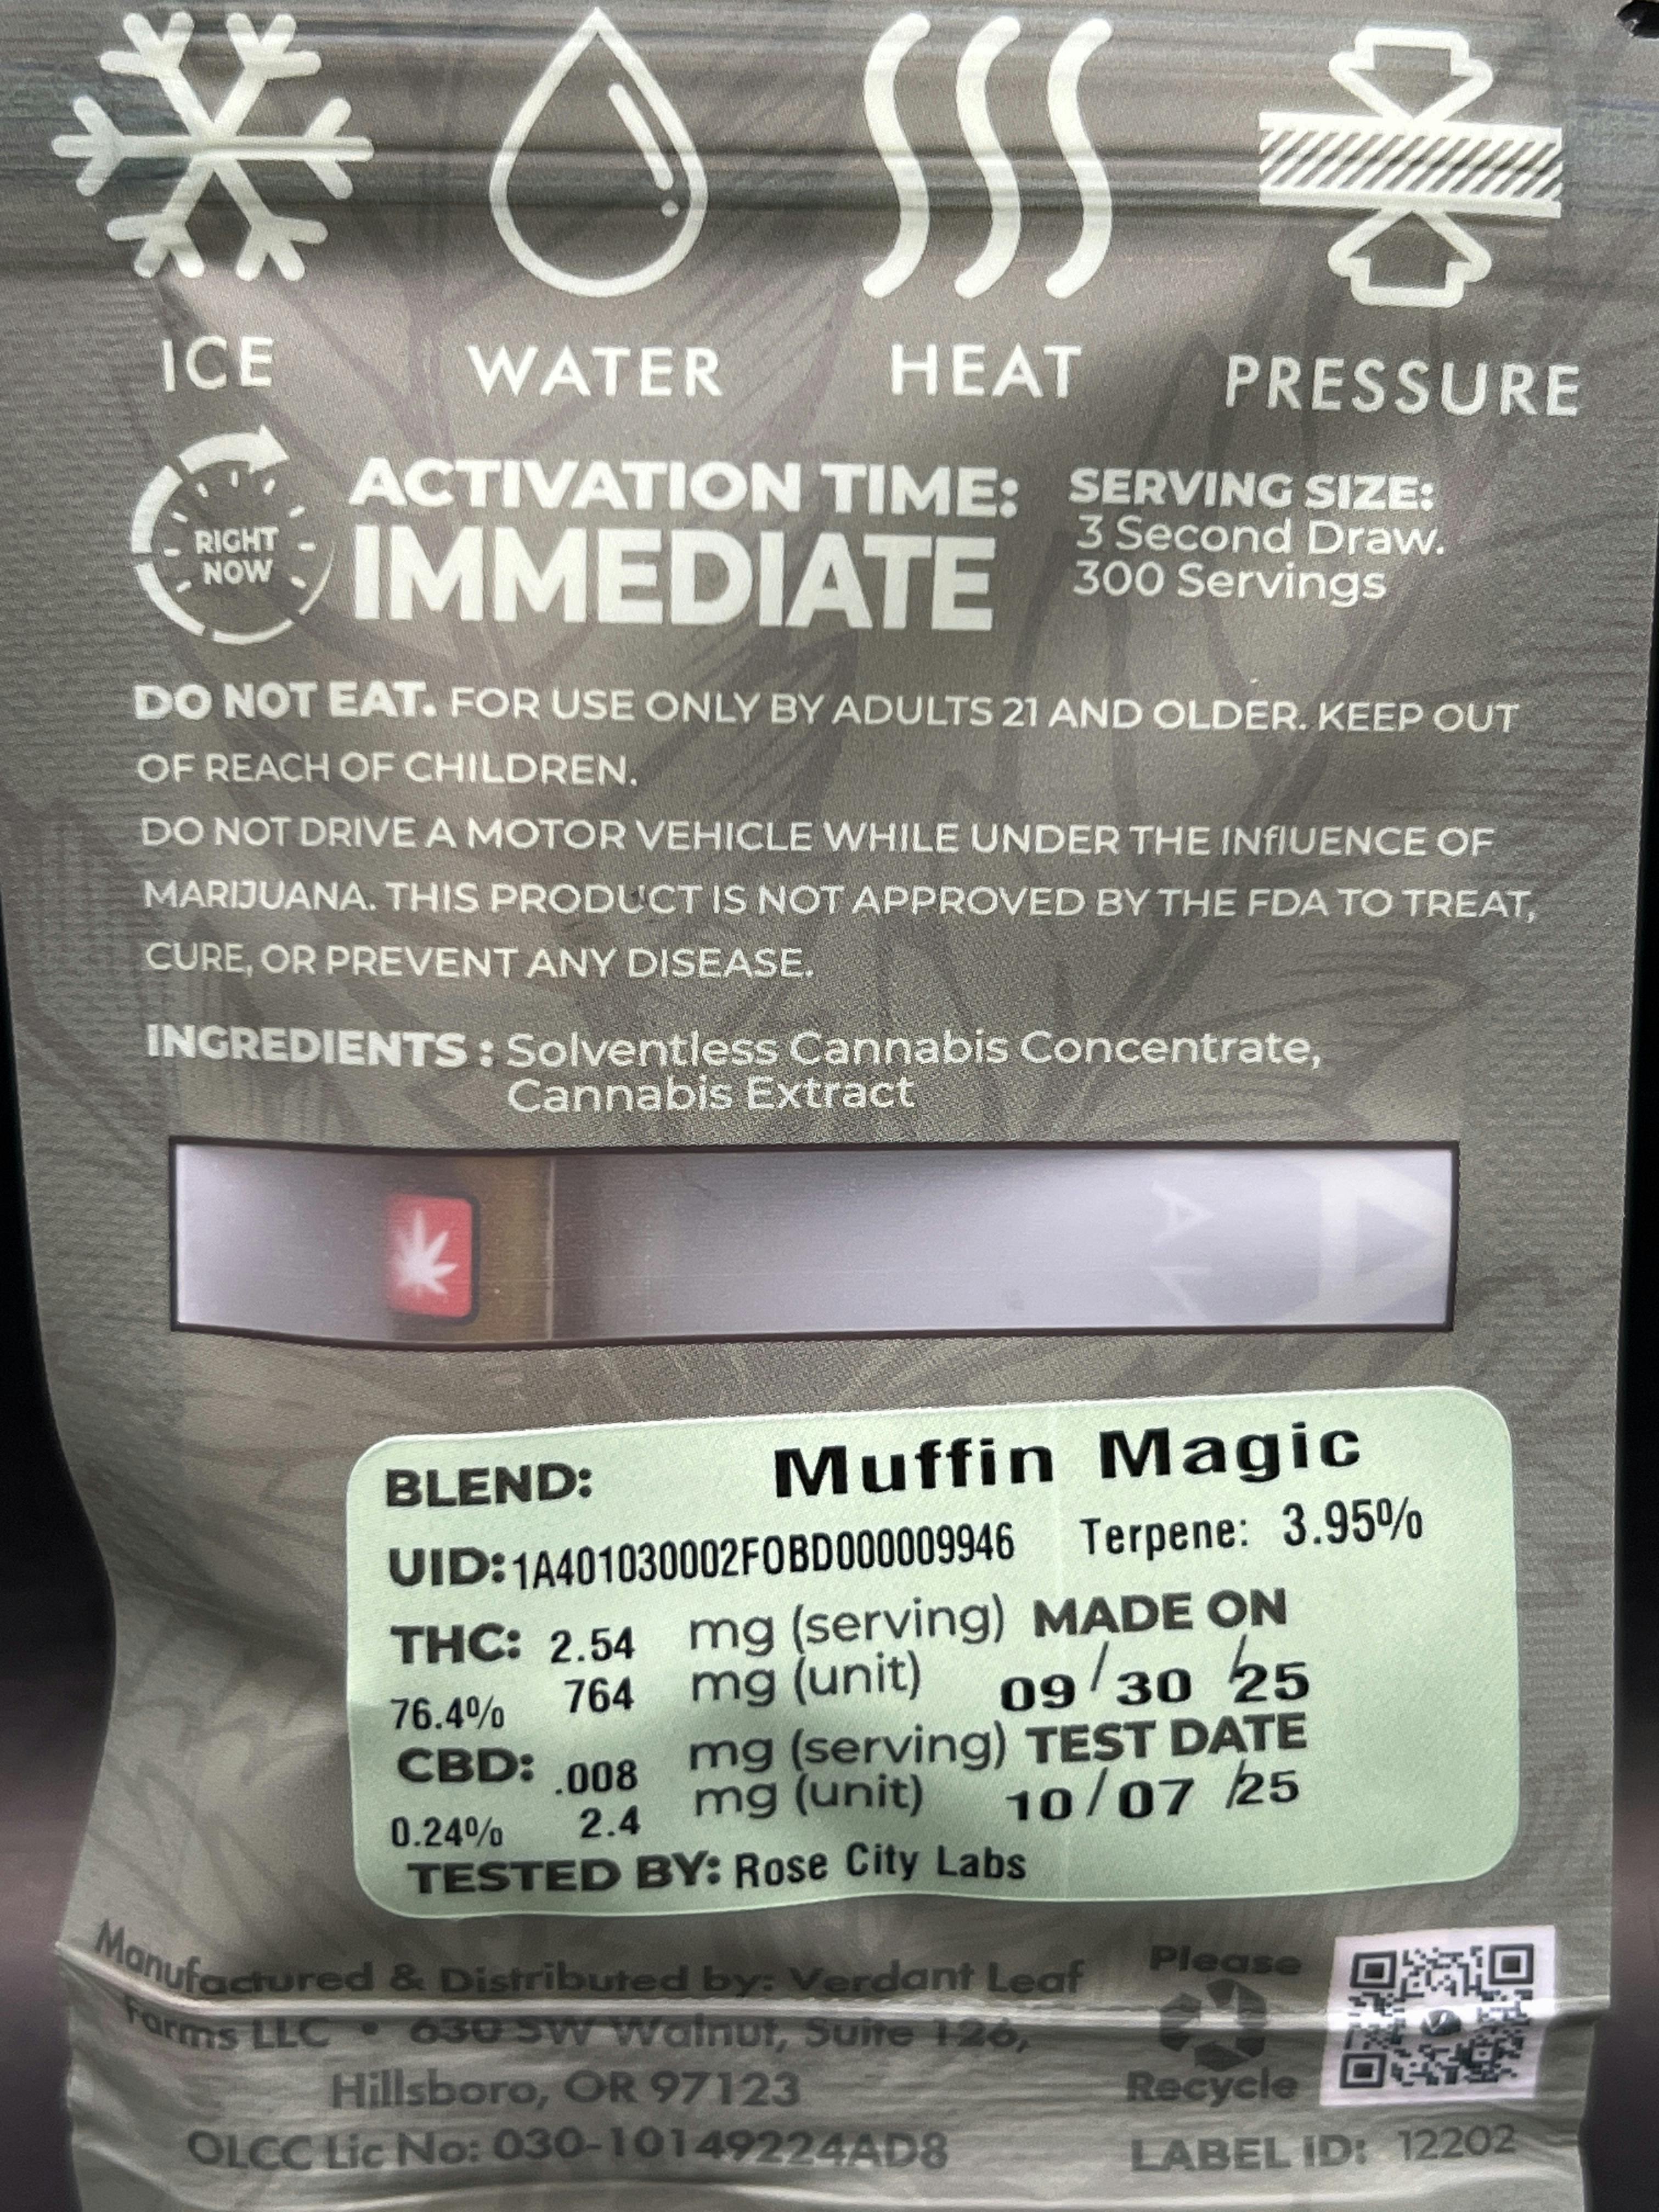 ICE WATER HEAT PRESSURE
RIGHT
NOW
ACTIVATION TIME:
IMMEDIATE
SERVING SIZE:
3 Second Draw.
300 Servings
DO NOT EAT. FOR USE ONLY BY ADULTS 21 AND OLDER. KEEP OUT
OF REACH OF CHILDREN.
DO NOT DRIVE A MOTOR VEHICLE WHILE UNDER THE INflUENCE OF
MARIJUANA. THIS PRODUCT IS NOT APPROVED BY THE FDA TO TREAT,
CURE, OR PREVENT ANY DISEASE.
INGREDIENTS : Solventless Cannabis Concentrate,
Cannabis Extract
BLEND: Muffin Magic
UID: 1A401030002F0BD000009946 Terpene: 3.95%
THC: 2.54 mg (serving) MADE ON
76.4% 764 mg (unit) 09/30/25
CBD: .008 mg (serving) TEST DATE
0.24% 2.4 mg (unit) 10/07/25
TESTED BY: Rose City Labs
Manufactured & Distributed by: Verdant Leaf
Farms LLC • 630 SW Walnut, Suite 126,
Hillsboro, OR 97123
OLCC Lic No: 030-10149224AD8
Please
Recycle
LABEL ID: 12202